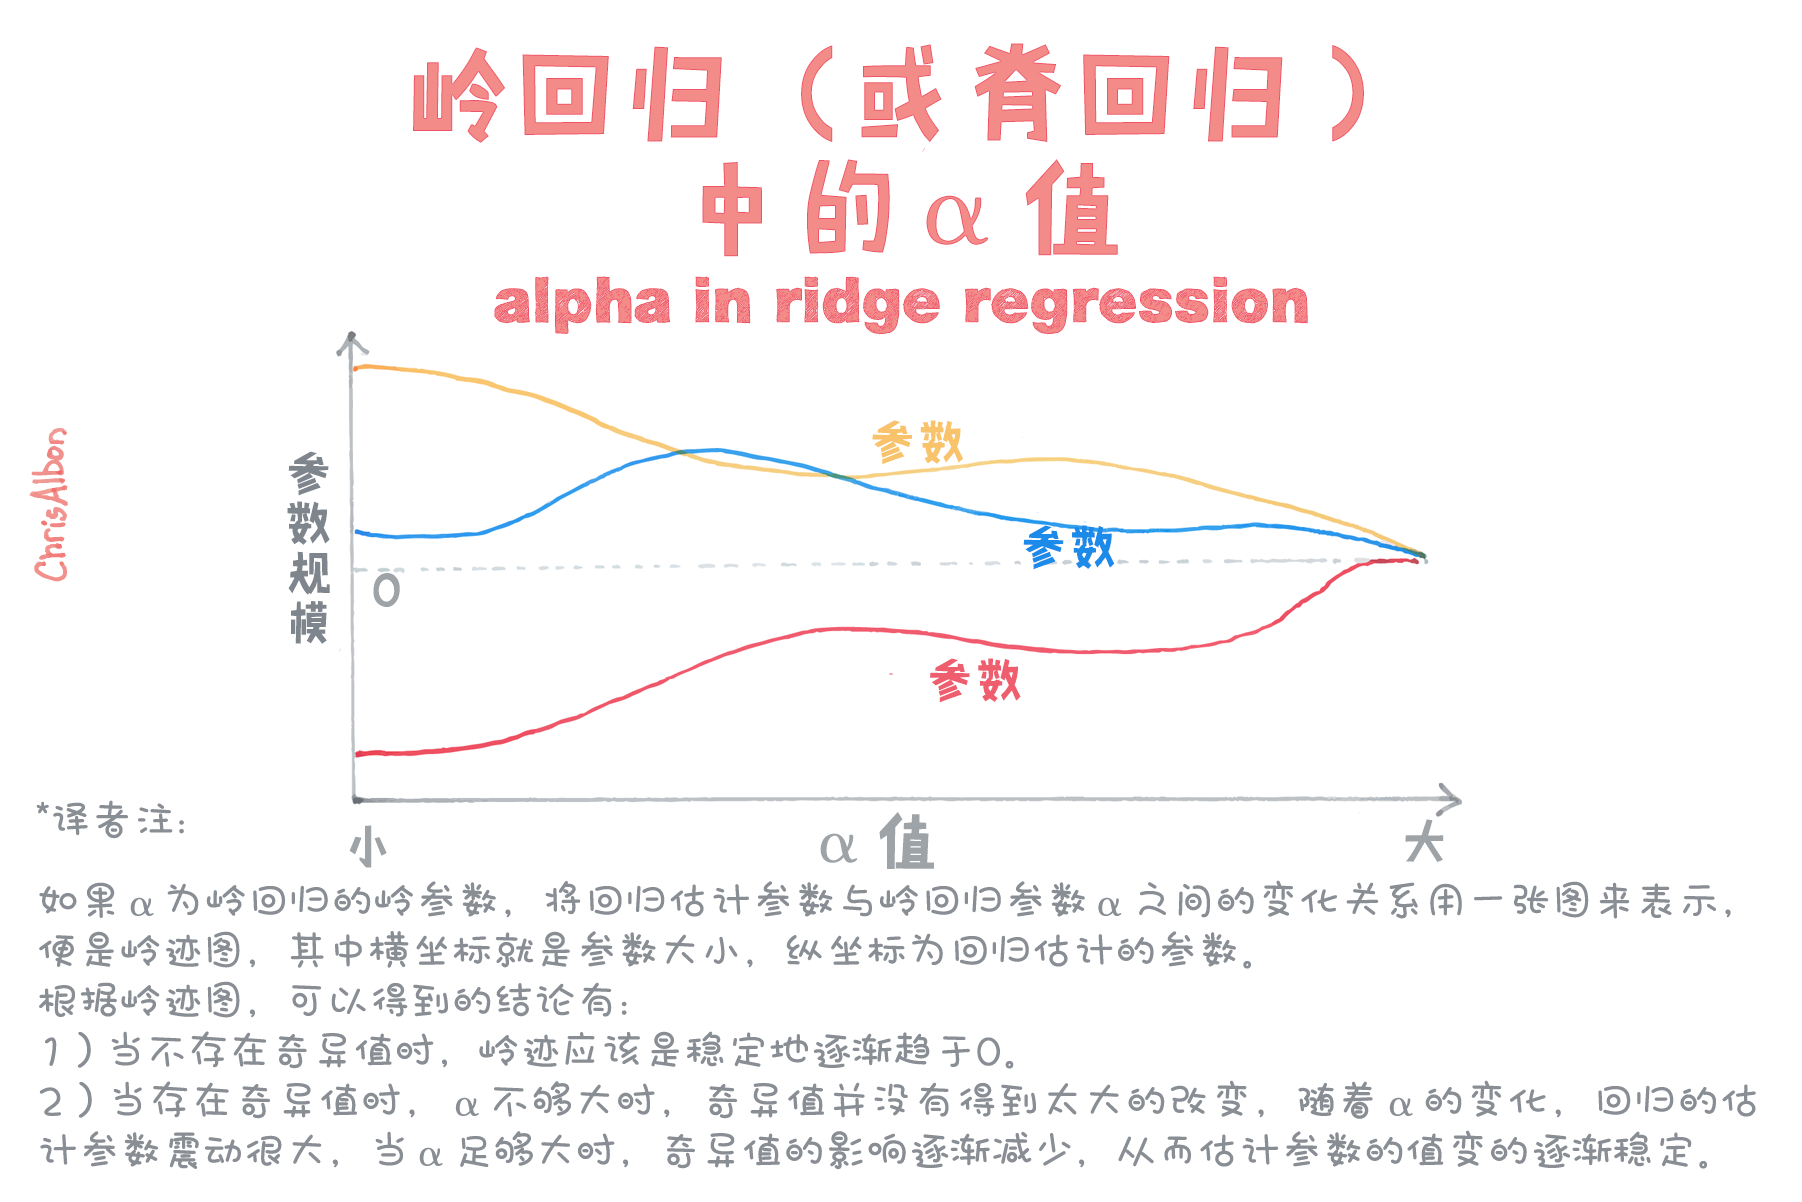 岭回归（或脊回归）
中的α值
alpha in ridge regression
ChrisAlbon
参数规模
参数
参数
0
参数
小
α值
大
*译者注:
如果α为岭回归的岭参数，将回归估计参数与岭回归参数α之间的变化关系用一张图来表示，
便是岭迹图，其中横坐标就是参数大小，纵坐标为回归估计的参数。
根据岭迹图，可以得到的结论有:
1）当不存在奇异值时，岭迹应该是稳定地逐渐趋于0。
2）当存在奇异值时，α不够大时，奇异值并没有得到太大的改变，随着α的变化，回归的估
计参数震动很大，当α足够大时，奇异值的影响逐渐减少，从而估计参数的值变的逐渐稳定。